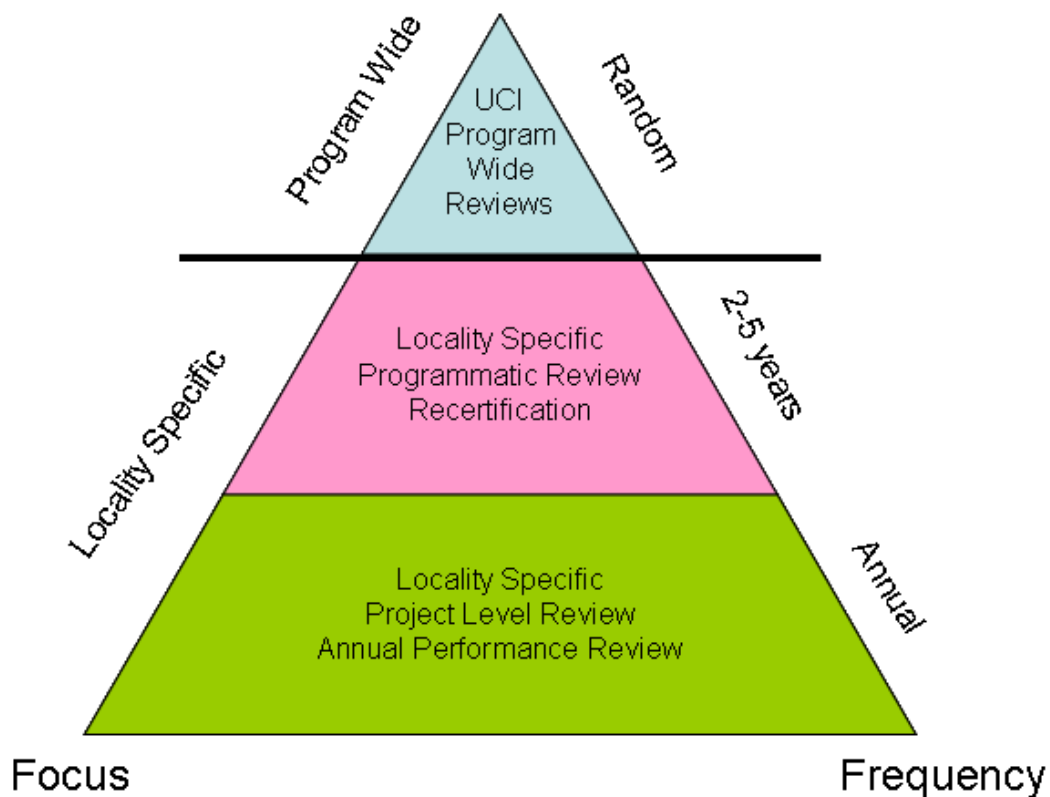 Program Wide
Random
UCI
Program
Wide
Reviews
Locality Specific
2-5 years
Locality Specific
Programmatic Review
Recertification
Annual
Locality Specific
Project Level Review
Annual Performance Review
Focus
Frequency